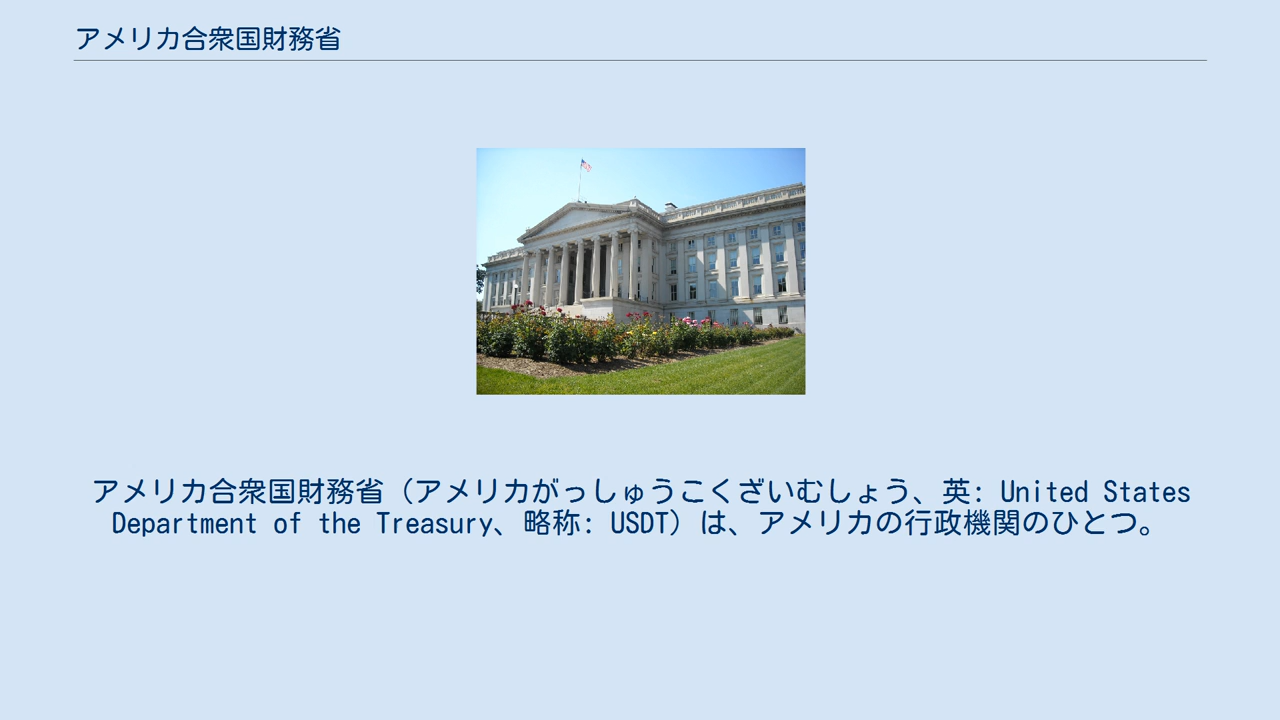 アメリカ合衆国財務省
アメリカ合衆国財務省（アメリカがっしゅうこくざいむしょう、英: United States
Department of the Treasury、略称: USDT）は、アメリカの行政機関のひとつ。